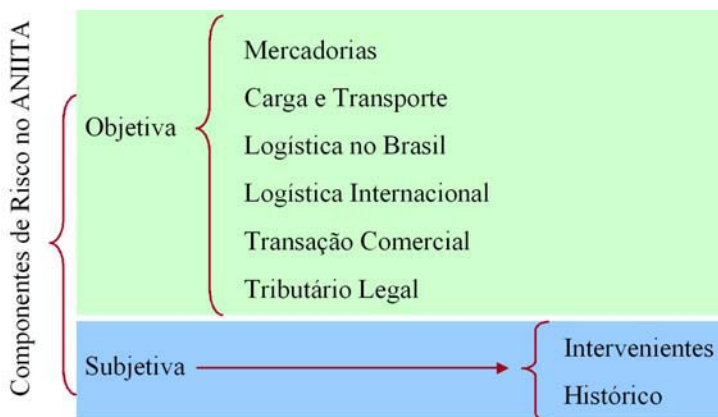 Componentes de Risco no ANIITA
Objetiva
Mercadorias
Carga e Transporte
Logística no Brasil
Logística Internacional
Transação Comercial
Tributário Legal
Subjetiva
Intervenientes
Histórico